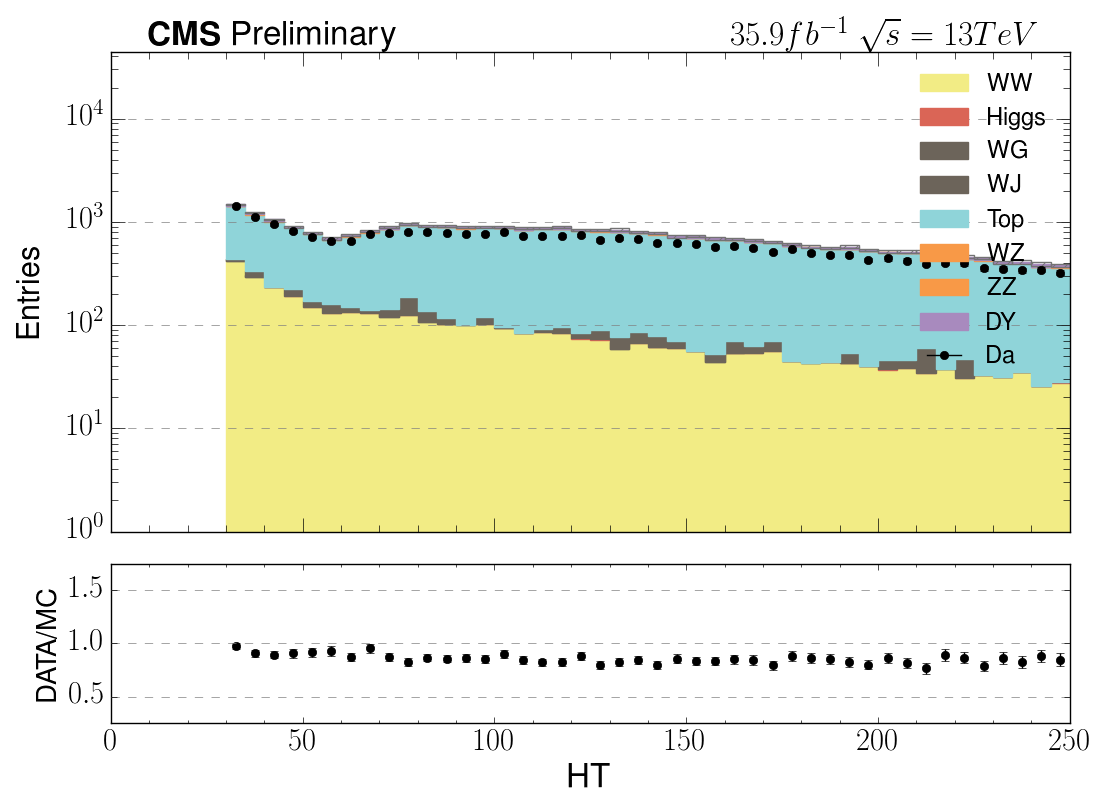 CMS Preliminary 35.9fb⁻¹ √s = 13TeV
Entries
10⁴
10³
10²
10¹
10⁰
WW
Higgs
WG
WJ
Top
WZ
ZZ
DY
Da
DATA/MC
1.5
1.0
0.5
0 50 100 150 200 250
HT